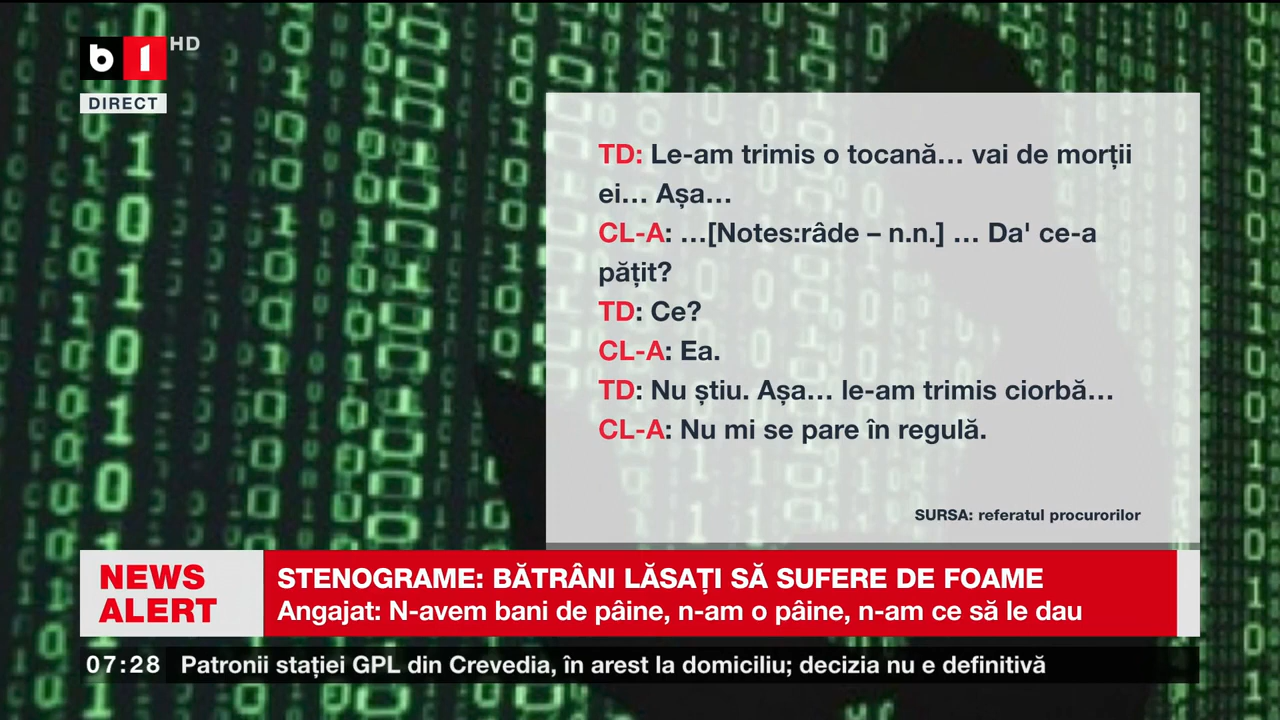 b1 HD
DIRECT
TD: Le-am trimis o tocană... vai de morții
ei... Așa...
CL-A: ...[Notes:râde – n.n.] ... Da' ce-a
pățit?
TD: Ce?
CL-A: Ea.
TD: Nu știu. Așa... le-am trimis ciorbă...
CL-A: Nu mi se pare în regulă.
SURSA: referatul procurorilor
NEWS
ALERT
STENOGRAME: BĂTRÂNI LĂSAȚI SĂ SUFERE DE FOAME
Angajat: N-avem bani de pâine, n-am o pâine, n-am ce să le dau
07:28 Patronii stației GPL din Crevedia, în arest la domiciliu; decizia nu e definitivă